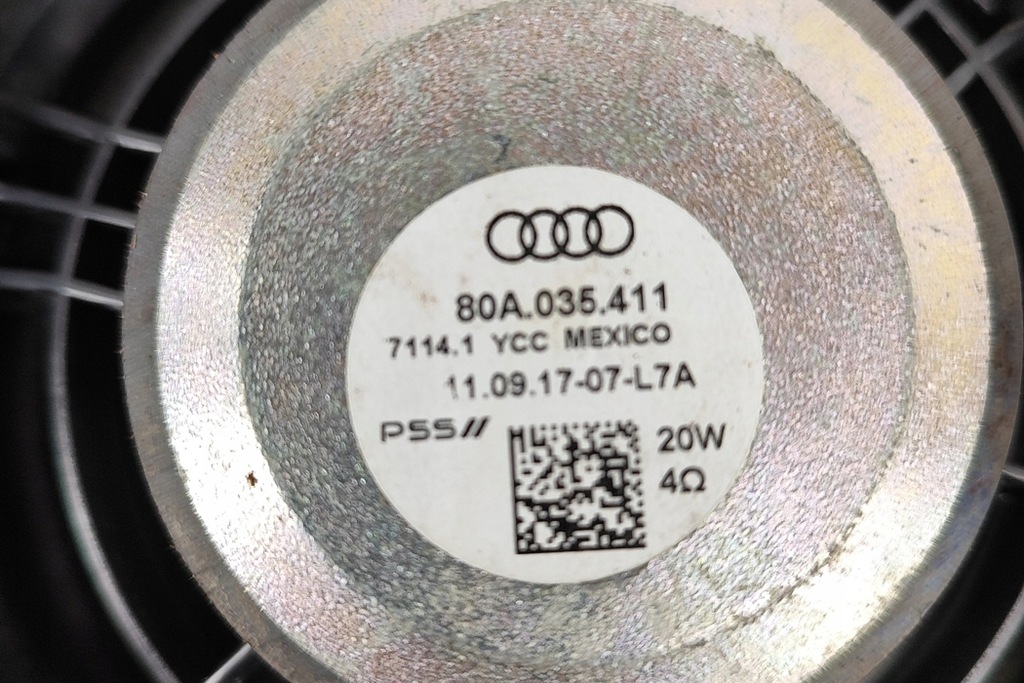 80A.035.411
7114.1 YCC MEXICO
11.09.17-07-L7A
PSS
20W
4Ω